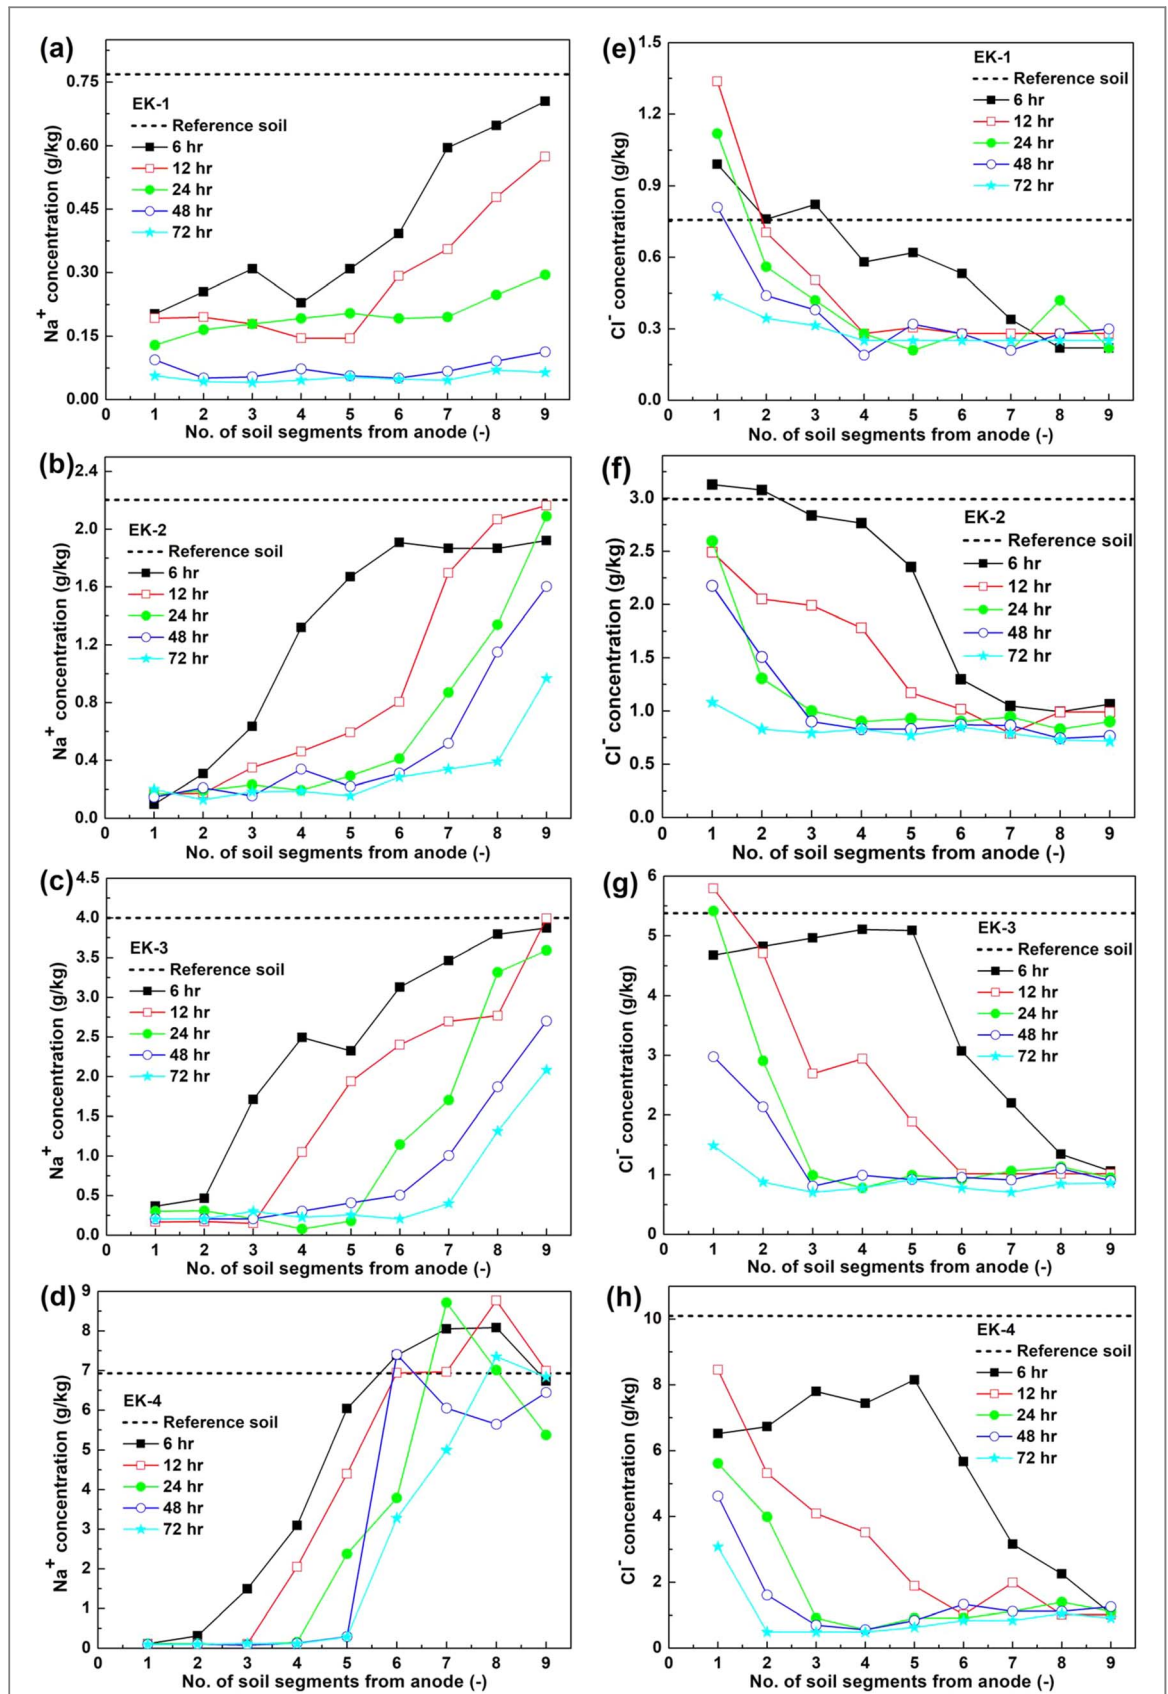 (a)
Na+ concentration (g/kg)
0.75
0.60
0.45
0.30
0.15
0.00
EK-1
Reference soil
6 hr
12 hr
24 hr
48 hr
72 hr
0 1 2 3 4 5 6 7 8 9
No. of soil segments from anode (-)
(e)
Cl- concentration (g/kg)
1.5
1.2
0.9
0.6
0.3
0.0
EK-1
Reference soil
6 hr
12 hr
24 hr
48 hr
72 hr
0 1 2 3 4 5 6 7 8 9
No. of soil segments from anode (-)
(b)
Na+ concentration (g/kg)
2.4
2.0
1.6
1.2
0.8
0.4
0.0
EK-2
Reference soil
6 hr
12 hr
24 hr
48 hr
72 hr
0 1 2 3 4 5 6 7 8 9
No. of soil segments from anode (-)
(f)
Cl- concentration (g/kg)
3.0
2.5
2.0
1.5
1.0
0.5
0.0
EK-2
Reference soil
6 hr
12 hr
24 hr
48 hr
72 hr
0 1 2 3 4 5 6 7 8 9
No. of soil segments from anode (-)
(c)
Na+ concentration (g/kg)
4.5
4.0
3.5
3.0
2.5
2.0
1.5
1.0
0.5
0.0
EK-3
Reference soil
6 hr
12 hr
24 hr
48 hr
72 hr
0 1 2 3 4 5 6 7 8 9
No. of soil segments from anode (-)
(g)
Cl- concentration (g/kg)
6
5
4
3
2
1
0
EK-3
Reference soil
6 hr
12 hr
24 hr
48 hr
72 hr
0 1 2 3 4 5 6 7 8 9
No. of soil segments from anode (-)
(d)
Na+ concentration (g/kg)
9
8
7
6
5
4
3
2
1
0
EK-4
Reference soil
6 hr
12 hr
24 hr
48 hr
72 hr
0 1 2 3 4 5 6 7 8 9
No. of soil segments from anode (-)
(h)
Cl- concentration (g/kg)
10
8
6
4
2
0
EK-4
Reference soil
6 hr
12 hr
24 hr
48 hr
72 hr
0 1 2 3 4 5 6 7 8 9
No. of soil segments from anode (-)